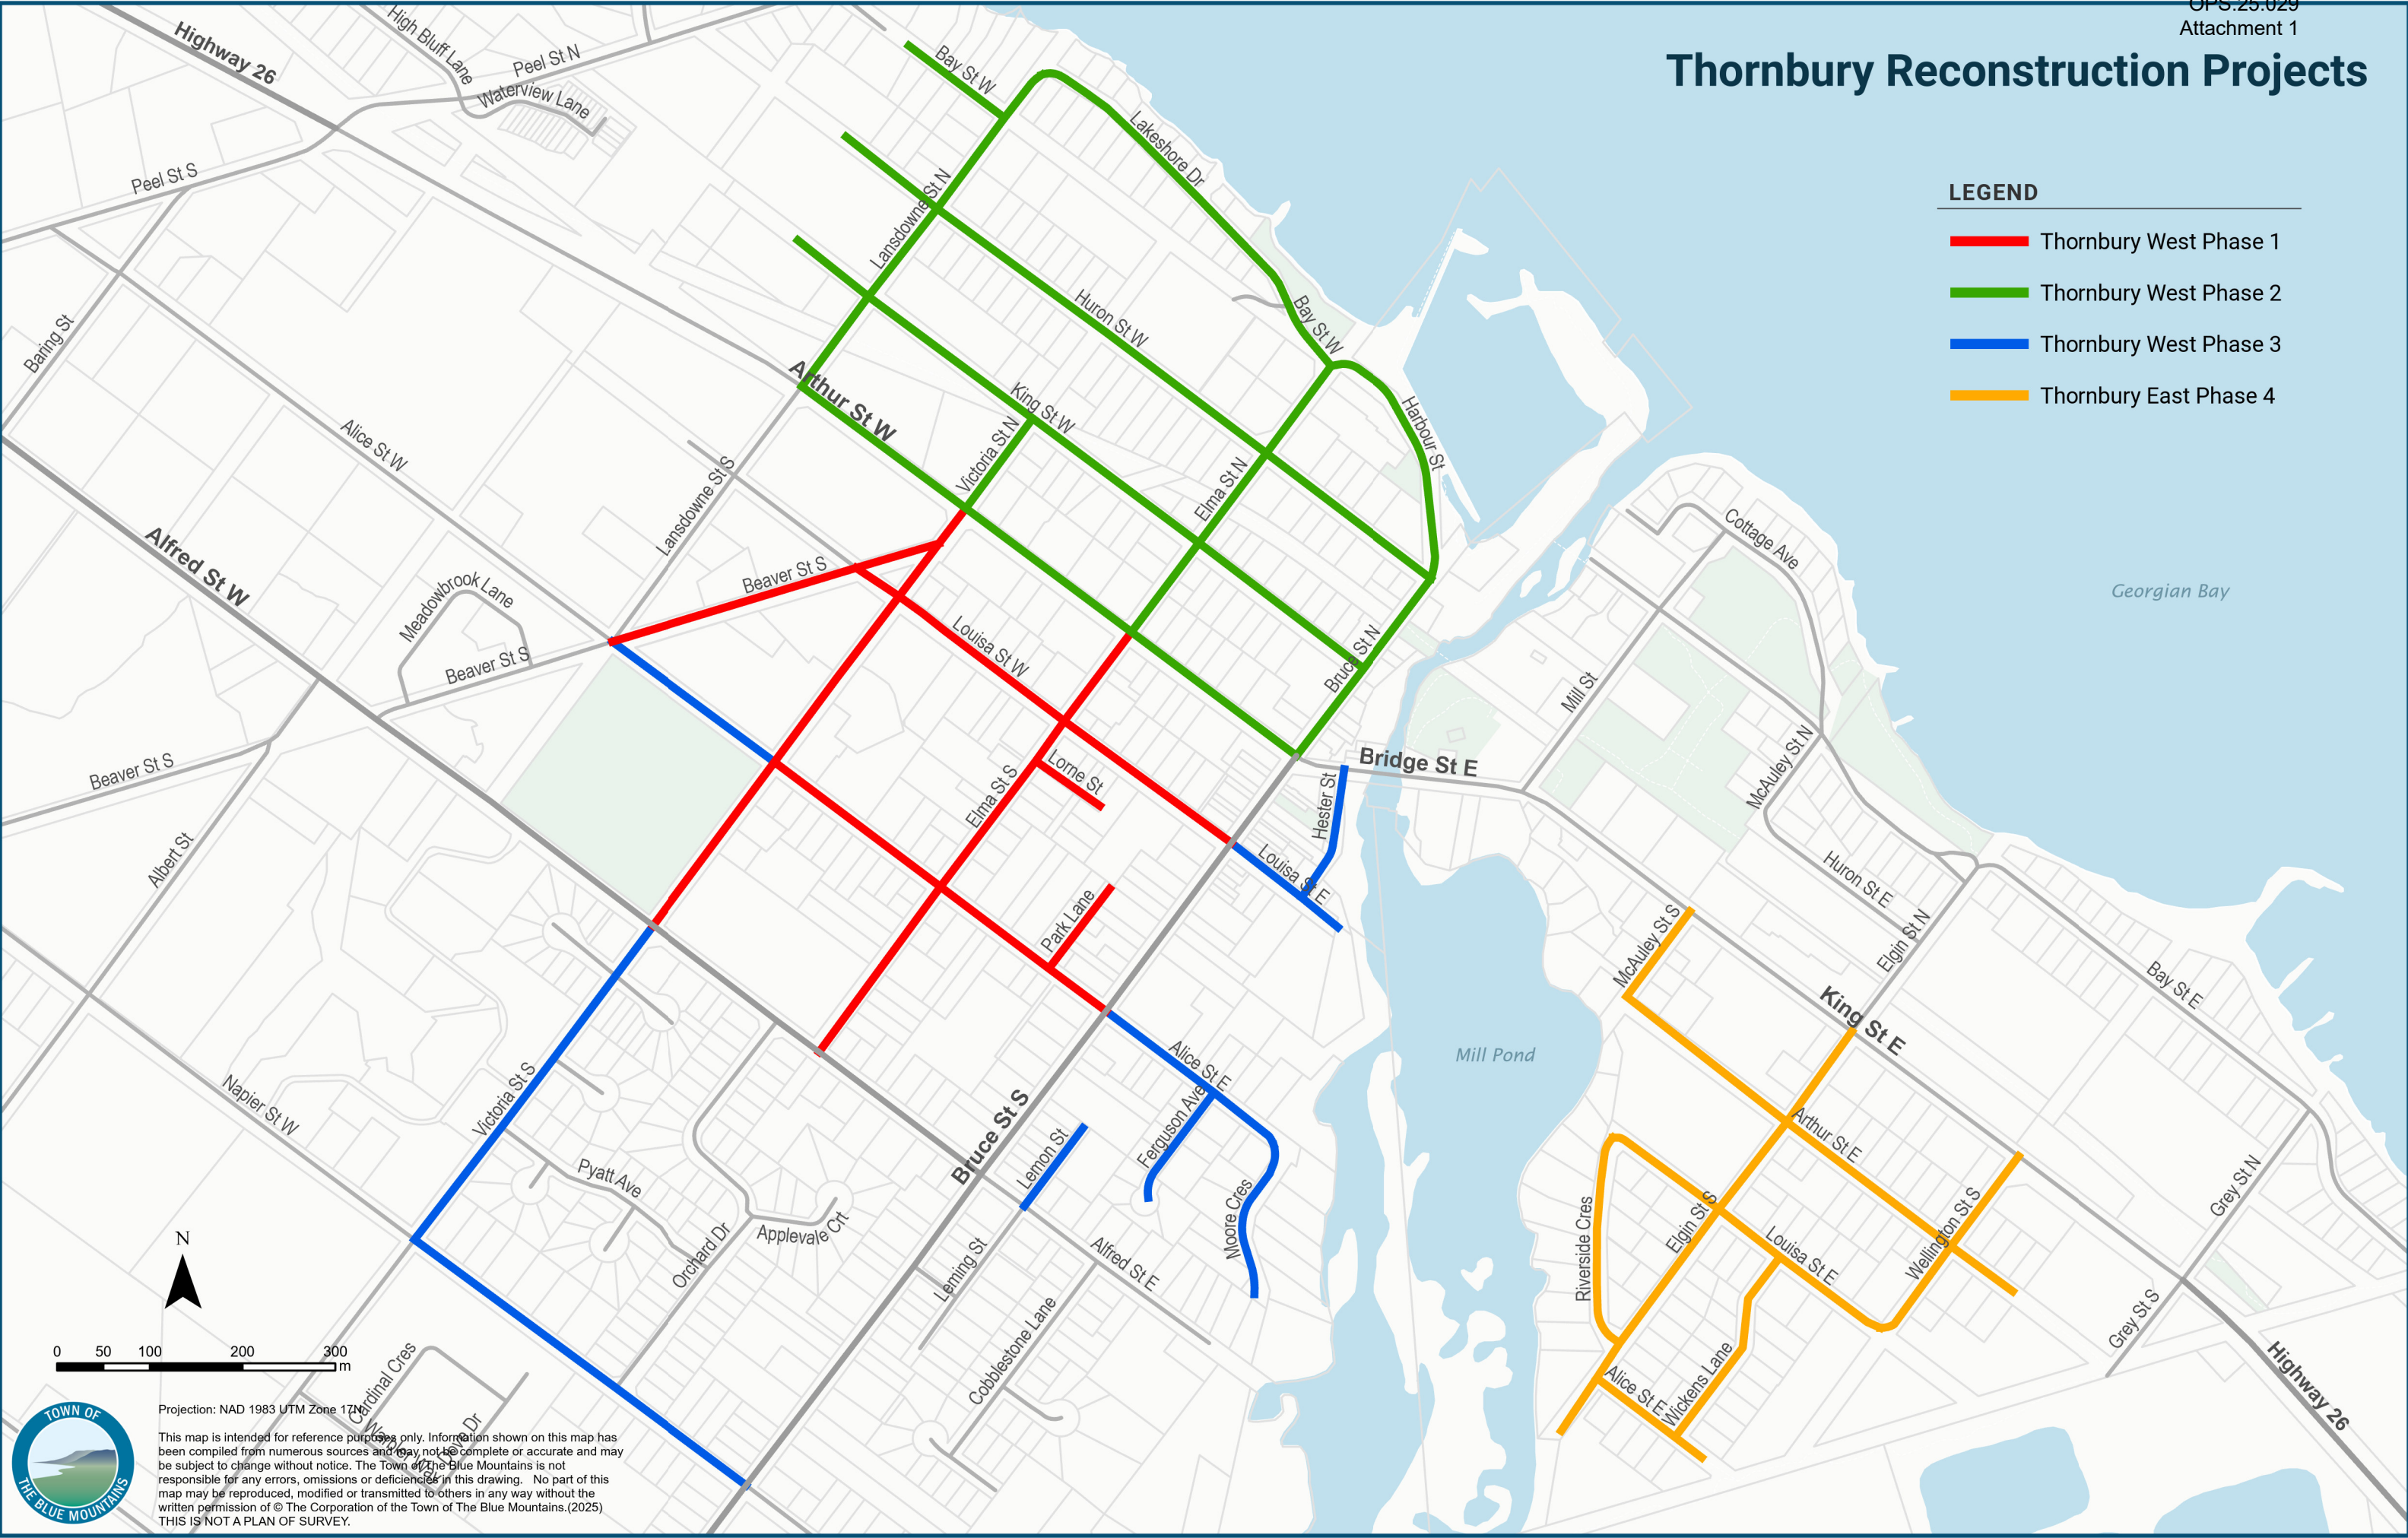 OPS.25.029
Attachment 1
Thornbury Reconstruction Projects
LEGEND
Thornbury West Phase 1
Thornbury West Phase 2
Thornbury West Phase 3
Thornbury East Phase 4
Highway 26
High Bluff Lane
Peel St N
Waterview Lane
Peel St S
Bay St W
Lakeshore Dr
Lansdowne St N
Huron St W
Bay St W
Baring St
Arthur St W
King St W
Harbour St
Alice St W
Victoria St N
Elma St N
Lansdowne St S
Cottage Ave
Alfred St W
Meadowbrook Lane
Beaver St S
Georgian Bay
Louisa St W
Beaver St S
Bruce St N
Mill St
Beaver St S
Lorne St
Bridge St E
McAuley St N
Elma St S
Hester St
Albert St
Louisa St E
Huron St E
Park Lane
McAuley St S
Elgin St N
Bay St E
King St E
Mill Pond
Alice St E
Napier St W
Victoria St S
Ferguson Ave
Bruce St S
Lemon St
Arthur St E
Pyatt Ave
Moore Cres
Riverside Cres
Elgin St S
Grey St N
Applevale Crt
Orchard Dr
Louisa St E
Wellington St S
Leming St
Alfred St E
N
Cobblestone Lane
Grey St S
0 50 100 200 300
m
Cardinal Cres
Alice St E
Wickens Lane
Highway 26
Warbler Way
Dove Dr
Projection: NAD 1983 UTM Zone 17N
This map is intended for reference purposes only. Information shown on this map has
been compiled from numerous sources and may not be complete or accurate and may
be subject to change without notice. The Town of The Blue Mountains is not
responsible for any errors, omissions or deficiencies in this drawing. No part of this
map may be reproduced, modified or transmitted to others in any way without the
written permission of © The Corporation of the Town of The Blue Mountains.(2025)
THIS IS NOT A PLAN OF SURVEY.
TOWN OF
THE BLUE MOUNTAINS